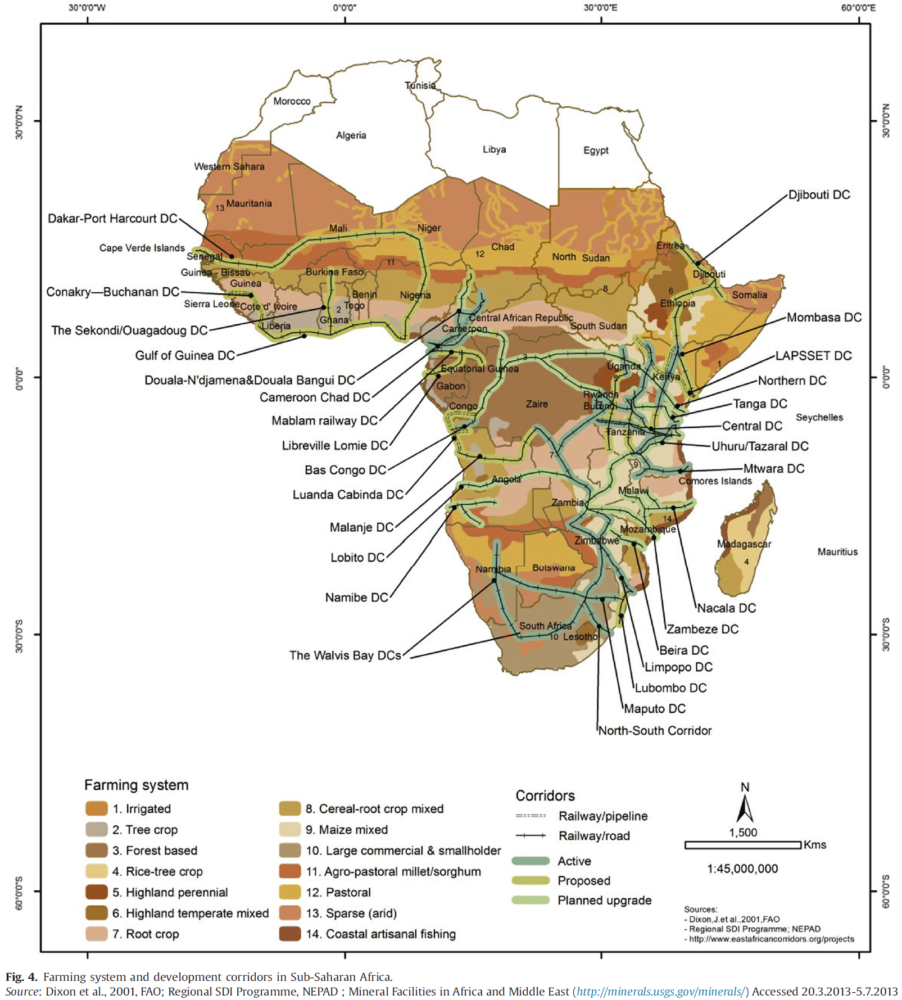 30°0'0"W
0°0'0"
30°0'0"E
60°0'0"E
30°0'0"N
30°0'0"N
0°0'0"
0°0'0"
30°0'0"S
30°0'0"S
60°0'0"S
60°0'0"S
Tunisia
Morocco
Algeria
Libya
Egypt
Western Sahara
13 Mauritania
Mali
Niger
Chad
12
North Sudan
Eritrea
Djibouti
Somalia
6
Ethiopia
Cape Verde Islands
Senegal
Guinea - Bissau
Guinea
Sierra Leone
Cote d' Ivoire
Liberia
Burkina Faso
11
Benin
Togo
2
Ghana
Nigeria
8
Central African Republic
South Sudan
Cameroon
3
Equatorial Guinea
Gabon
Congo
Zaire
Uganda
5
Kenya
1
Rwanda
Burundi
Tanzania
Seychelles
7
9
Comores Islands
Angola
Malawi
Zambia
14
Mozambique
Zimbabwe
Madagascar
4
Mauritius
Namibia
Botswana
South Africa
10 Lesotho
Dakar-Port Harcourt DC
Conakry—Buchanan DC
The Sekondi/Ouagadoug DC
Gulf of Guinea DC
Douala-N'djamena&Douala Bangui DC
Cameroon Chad DC
Mablam railway DC
Libreville Lomie DC
Bas Congo DC
Luanda Cabinda DC
Malanje DC
Lobito DC
Namibe DC
The Walvis Bay DCs
Djibouti DC
Mombasa DC
LAPSSET DC
Northern DC
Tanga DC
Central DC
Uhuru/Tazaral DC
Mtwara DC
Nacala DC
Zambeze DC
Beira DC
Limpopo DC
Lubombo DC
Maputo DC
North-South Corridor
Farming system
1. Irrigated
2. Tree crop
3. Forest based
4. Rice-tree crop
5. Highland perennial
6. Highland temperate mixed
7. Root crop
8. Cereal-root crop mixed
9. Maize mixed
10. Large commercial & smallholder
11. Agro-pastoral millet/sorghum
12. Pastoral
13. Sparse (arid)
14. Coastal artisanal fishing
Corridors
Railway/pipeline
Railway/road
Active
Proposed
Planned upgrade
N
1,500
Kms
1:45,000,000
Sources:
- Dixon,J.et al.,2001,FAO
- Regional SDI Programme; NEPAD
- http://www.eastafricancorridors.org/projects
Fig. 4. Farming system and development corridors in Sub-Saharan Africa.
Source: Dixon et al., 2001, FAO; Regional SDI Programme, NEPAD ; Mineral Facilities in Africa and Middle East (http://minerals.usgs.gov/minerals/) Accessed 20.3.2013-5.7.2013